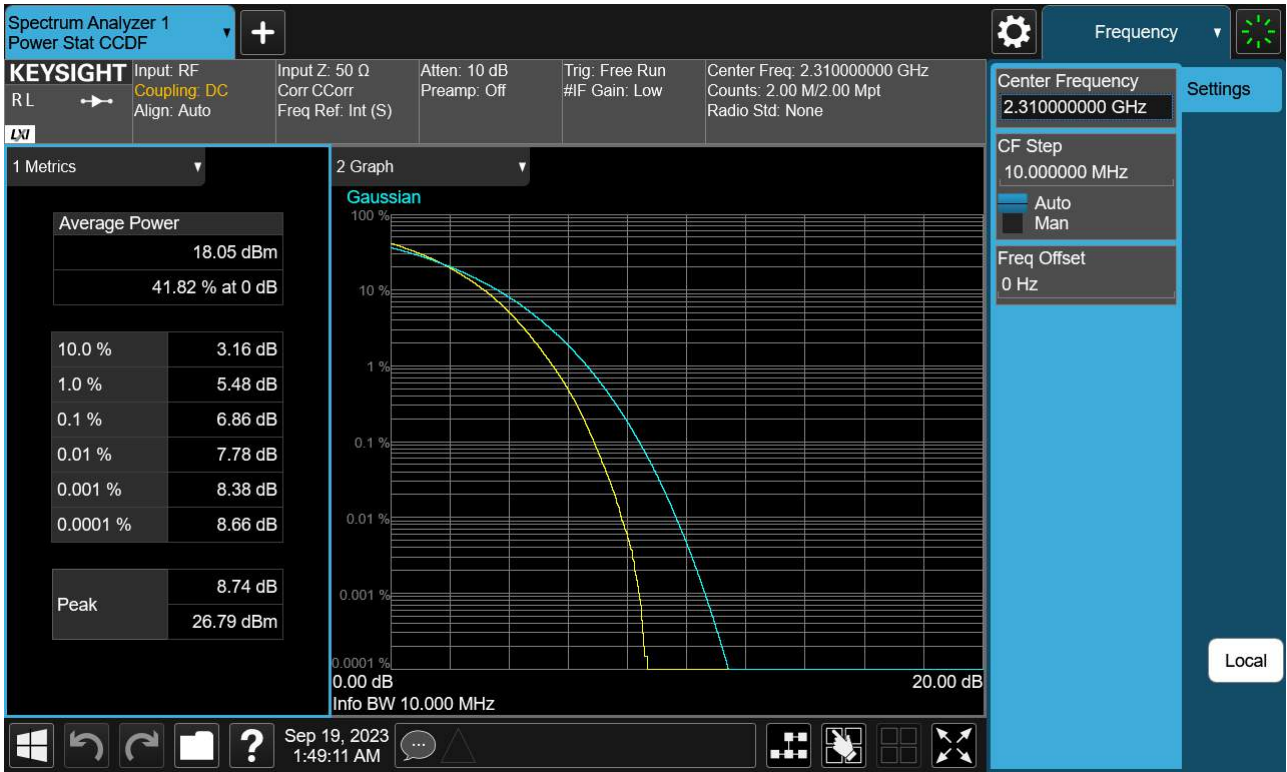 Spectrum Analyzer 1
Power Stat CCDF
+
Frequency
KEYSIGHT
RL
LXI
Input: RF
Coupling: DC
Align: Auto
Input Z: 50 Ω
Corr CCorr
Freq Ref: Int (S)
Atten: 10 dB
Preamp: Off
Trig: Free Run
#IF Gain: Low
Center Freq: 2.310000000 GHz
Counts: 2.00 M/2.00 Mpt
Radio Std: None
1 Metrics
Average Power
18.05 dBm
41.82 % at 0 dB
10.0 % 3.16 dB
1.0 % 5.48 dB
0.1 % 6.86 dB
0.01 % 7.78 dB
0.001 % 8.38 dB
0.0001 % 8.66 dB
Peak
8.74 dB
26.79 dBm
2 Graph
Gaussian
100 %
10 %
1 %
0.1 %
0.01 %
0.001 %
0.0001 %
0.00 dB 20.00 dB
Info BW 10.000 MHz
Center Frequency
2.310000000 GHz
CF Step
10.000000 MHz
Auto
Man
Freq Offset
0 Hz
Settings
Local
?
Sep 19, 2023
1:49:11 AM